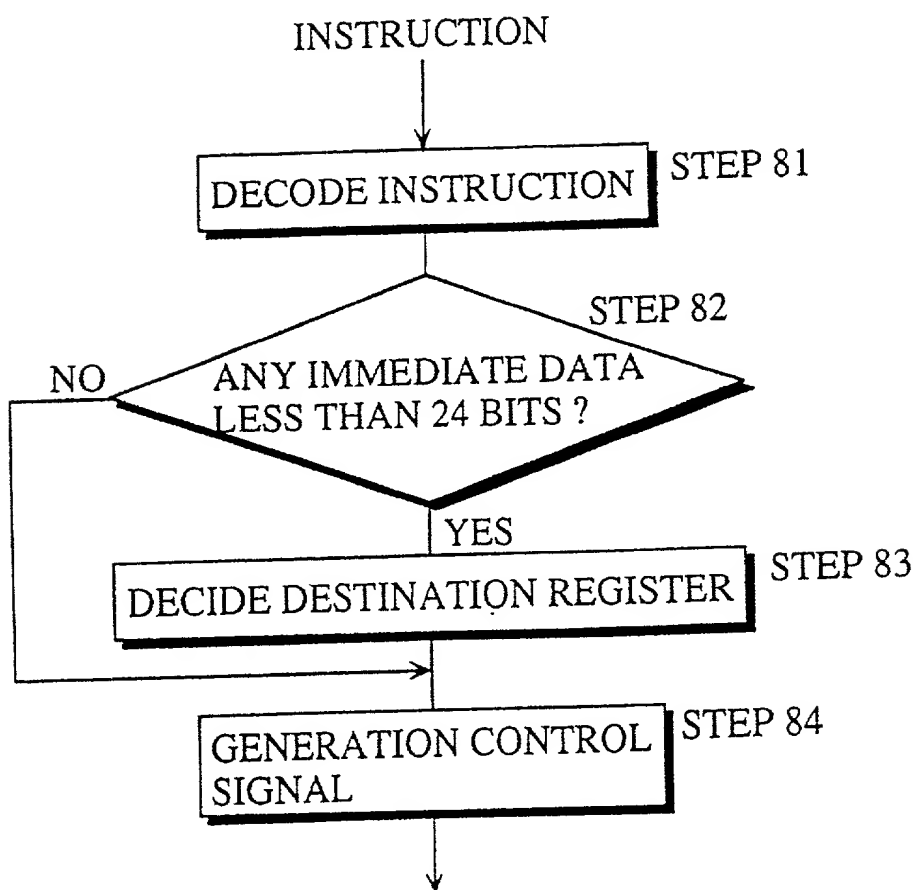 INSTRUCTION
DECODE INSTRUCTION
STEP 81
STEP 82
ANY IMMEDIATE DATA
LESS THAN 24 BITS ?
NO
YES
DECIDE DESTINATION REGISTER
STEP 83
GENERATION CONTROL
SIGNAL
STEP 84